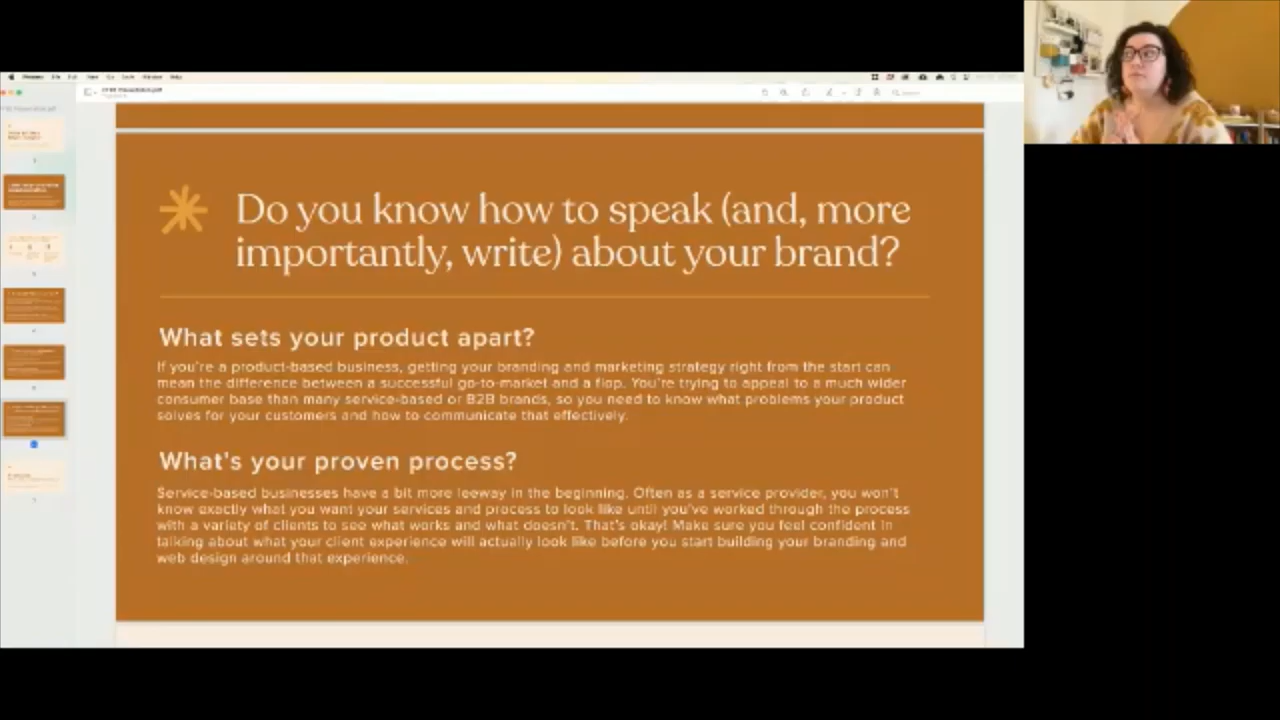 Do you know how to speak (and, more
importantly, write) about your brand?
What sets your product apart?
If you're a product-based business, getting your branding and marketing strategy right from the start can
mean the difference between a successful go-to-market and a flop. You're trying to appeal to a much wider
consumer base than many service-based or B2B brands, so you need to know what problems your product
solves for your customers and how to communicate that effectively.
What's your proven process?
Service-based businesses have a bit more leeway in the beginning. Often as a service provider, you won't
know exactly what you want your services and process to look like until you've worked through the process
with a variety of clients to see what works and what doesn't. That's okay! Make sure you feel confident in
talking about what your client experience will actually look like before you start building your branding and
web design around that experience.